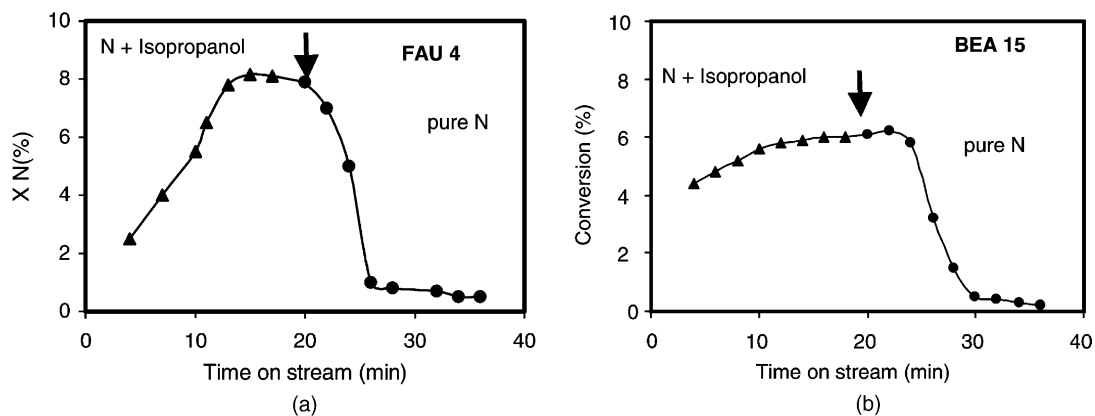 10
8
6
4
2
0
X N(%)
N + Isopropanol
FAU 4
pure N
0 10 20 30 40
Time on stream (min)
(a)
10
8
6
4
2
0
Conversion (%)
BEA 15
N + Isopropanol
pure N
0 10 20 30 40
Time on stream (min)
(b)